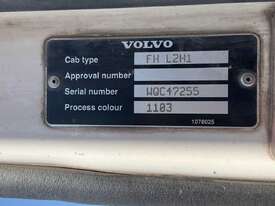 VOLVO
Cab type FH L2H1
Approval number
Serial number WQC47255
Process colour 1103
1078025